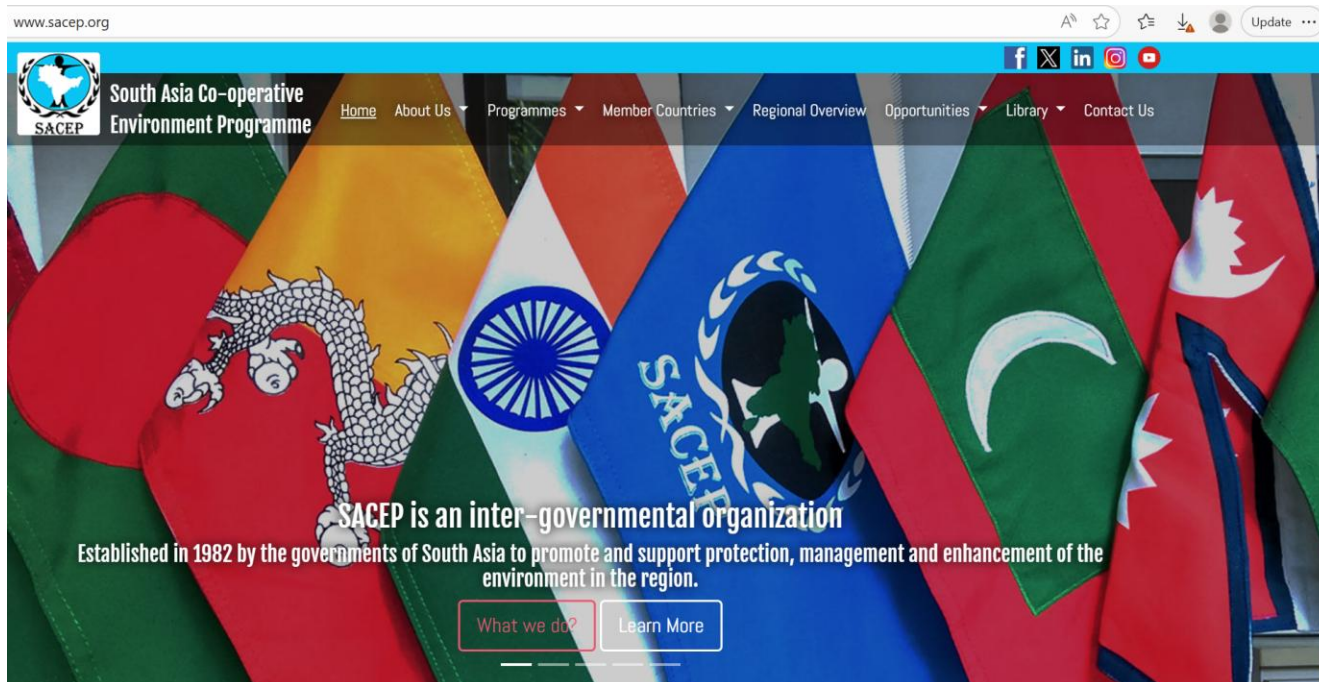 www.sacep.org
Update
SACEP
South Asia Co-operative
Environment Programme
Home About Us Programmes Member Countries Regional Overview Opportunities Library Contact Us
SACEP
SACEP is an inter-governmental organization
Established in 1982 by the governments of South Asia to promote and support protection, management and enhancement of the
environment in the region.
What we do? Learn More